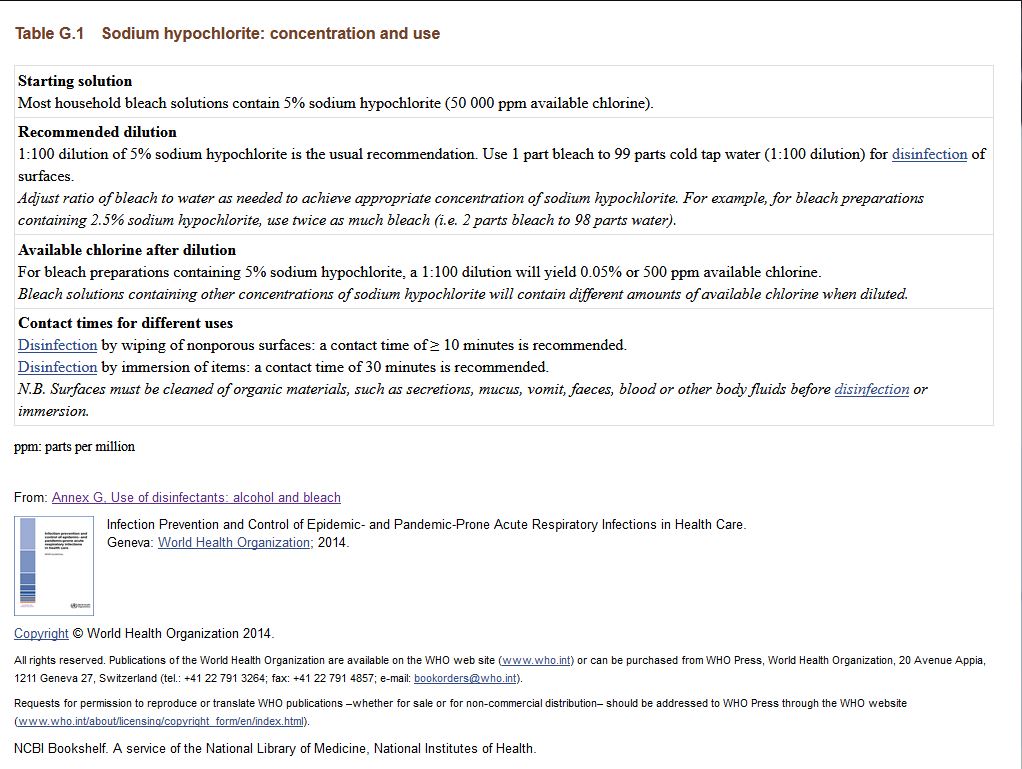 Table G.1 Sodium hypochlorite: concentration and use
Starting solution
Most household bleach solutions contain 5% sodium hypochlorite (50 000 ppm available chlorine).
Recommended dilution
1:100 dilution of 5% sodium hypochlorite is the usual recommendation. Use 1 part bleach to 99 parts cold tap water (1:100 dilution) for disinfection of
surfaces.
Adjust ratio of bleach to water as needed to achieve appropriate concentration of sodium hypochlorite. For example, for bleach preparations
containing 2.5% sodium hypochlorite, use twice as much bleach (i.e. 2 parts bleach to 98 parts water).
Available chlorine after dilution
For bleach preparations containing 5% sodium hypochlorite, a 1:100 dilution will yield 0.05% or 500 ppm available chlorine.
Bleach solutions containing other concentrations of sodium hypochlorite will contain different amounts of available chlorine when diluted.
Contact times for different uses
Disinfection by wiping of nonporous surfaces: a contact time of ≥ 10 minutes is recommended.
Disinfection by immersion of items: a contact time of 30 minutes is recommended.
N.B. Surfaces must be cleaned of organic materials, such as secretions, mucus, vomit, faeces, blood or other body fluids before disinfection or
immersion.
ppm: parts per million
From: Annex G, Use of disinfectants: alcohol and bleach
Infection prevention and
control of epidemic- and
pandemic-prone acute
respiratory infections
in health care
Infection Prevention and Control of Epidemic- and Pandemic-Prone Acute Respiratory Infections in Health Care.
Geneva: World Health Organization; 2014.
Copyright © World Health Organization 2014.
All rights reserved. Publications of the World Health Organization are available on the WHO web site (www.who.int) or can be purchased from WHO Press, World Health Organization, 20 Avenue Appia,
1211 Geneva 27, Switzerland (tel.: +41 22 791 3264; fax: +41 22 791 4857; e-mail: bookorders@who.int).
Requests for permission to reproduce or translate WHO publications –whether for sale or for non-commercial distribution– should be addressed to WHO Press through the WHO website
(www.who.int/about/licensing/copyright_form/en/index.html).
NCBI Bookshelf. A service of the National Library of Medicine, National Institutes of Health.